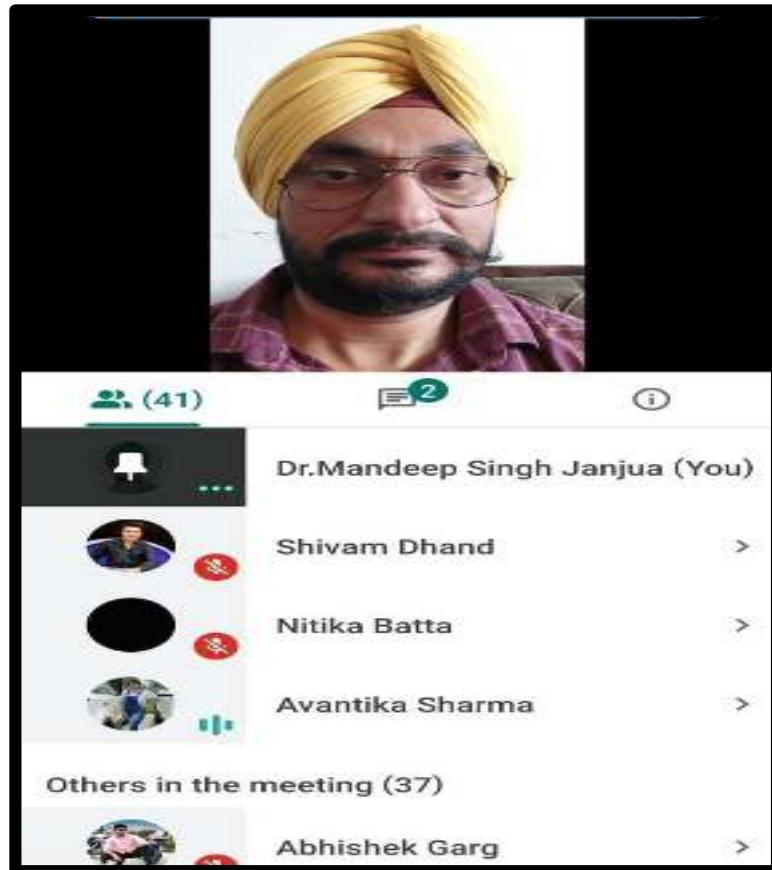 (41)
2
Dr.Mandeep Singh Janjua (You)
Shivam Dhand >
Nitika Batta >
Avantika Sharma >
Others in the meeting (37)
Abhishek Garg >